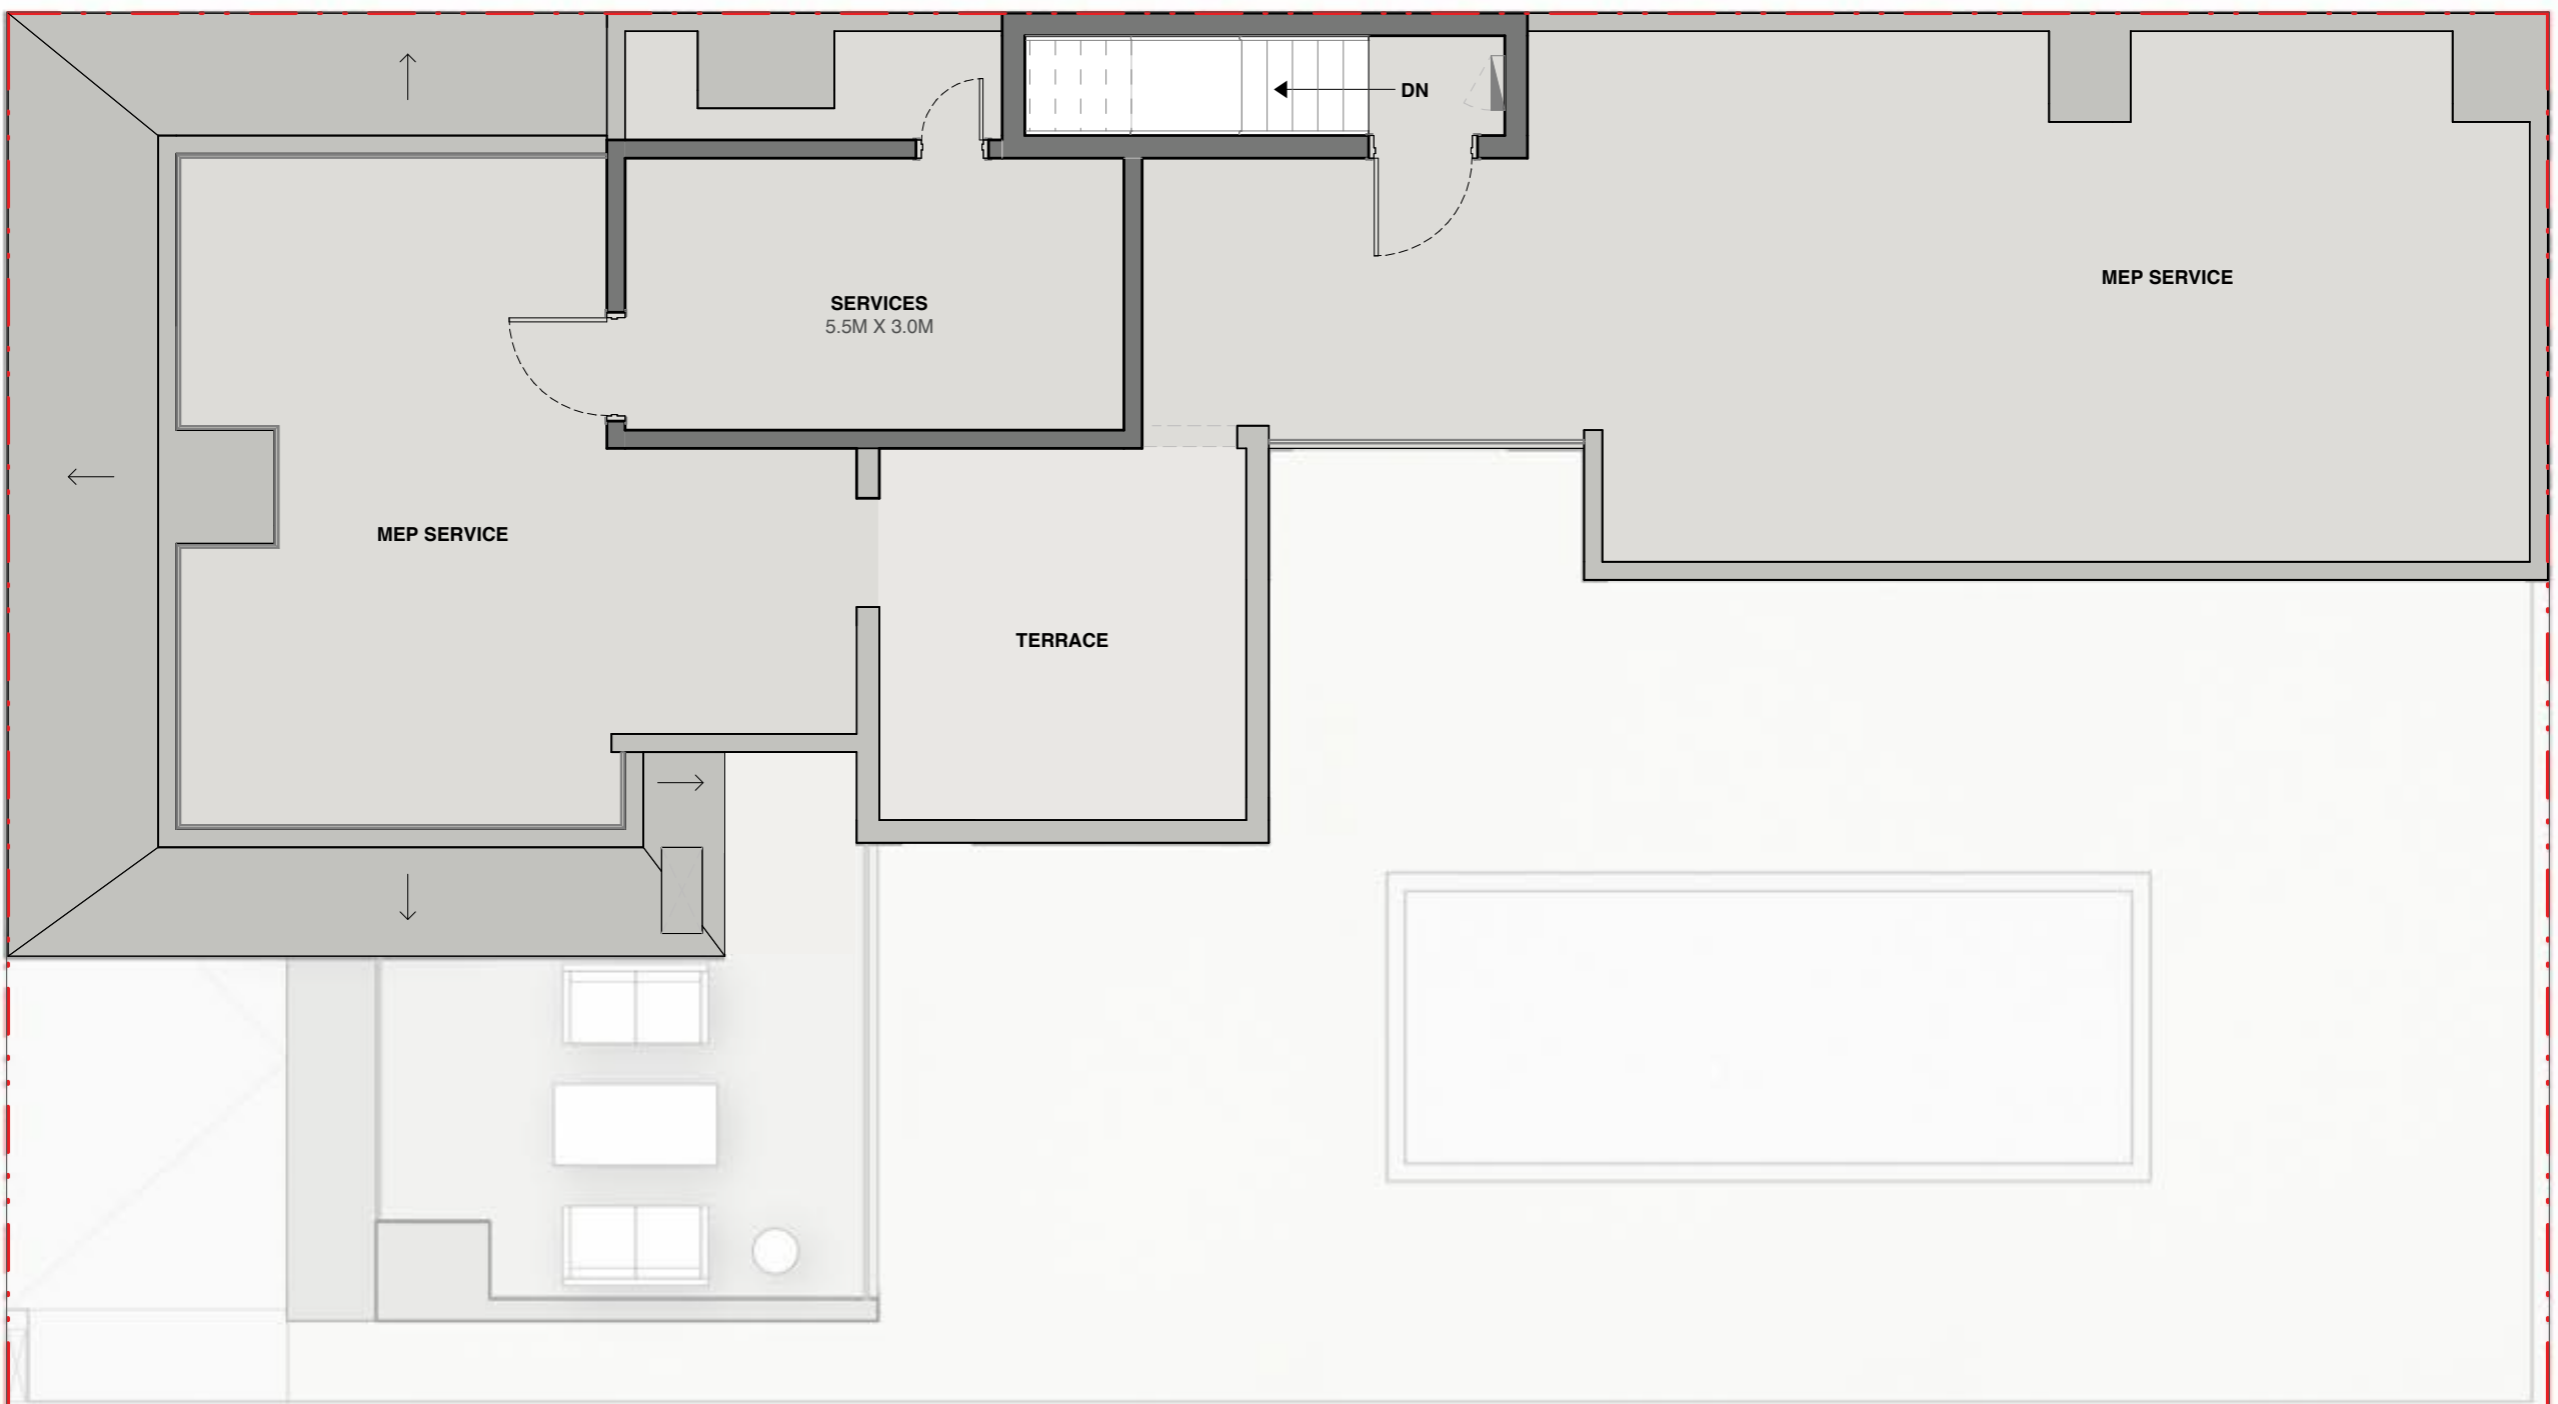 DN
MEP SERVICE
SERVICES
5.5M X 3.0M
MEP SERVICE
TERRACE